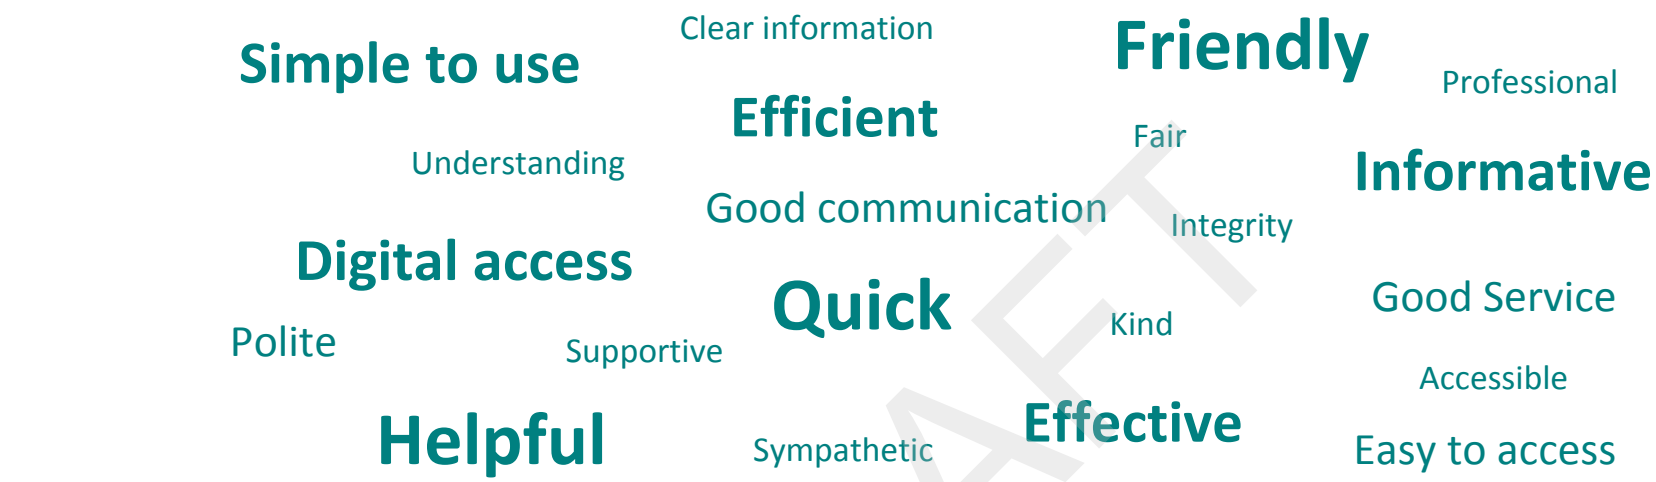 Clear information
Friendly
Simple to use
Professional
Efficient
Fair
Understanding
Informative
Good communication
Integrity
Digital access
Quick
Good Service
Kind
Polite
Supportive
Accessible
Effective
Helpful
Sympathetic
Easy to access
AFT